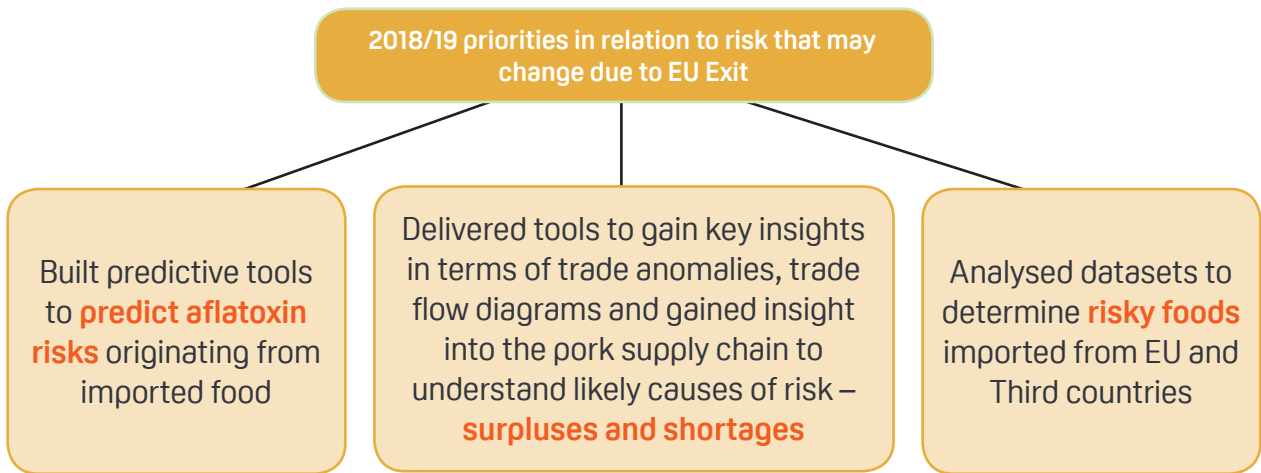 2018/19 priorities in relation to risk that may
change due to EU Exit
Built predictive tools
to predict aflatoxin
risks originating from
imported food
Delivered tools to gain key insights
in terms of trade anomalies, trade
flow diagrams and gained insight
into the pork supply chain to
understand likely causes of risk –
surpluses and shortages
Analysed datasets to
determine risky foods
imported from EU and
Third countries